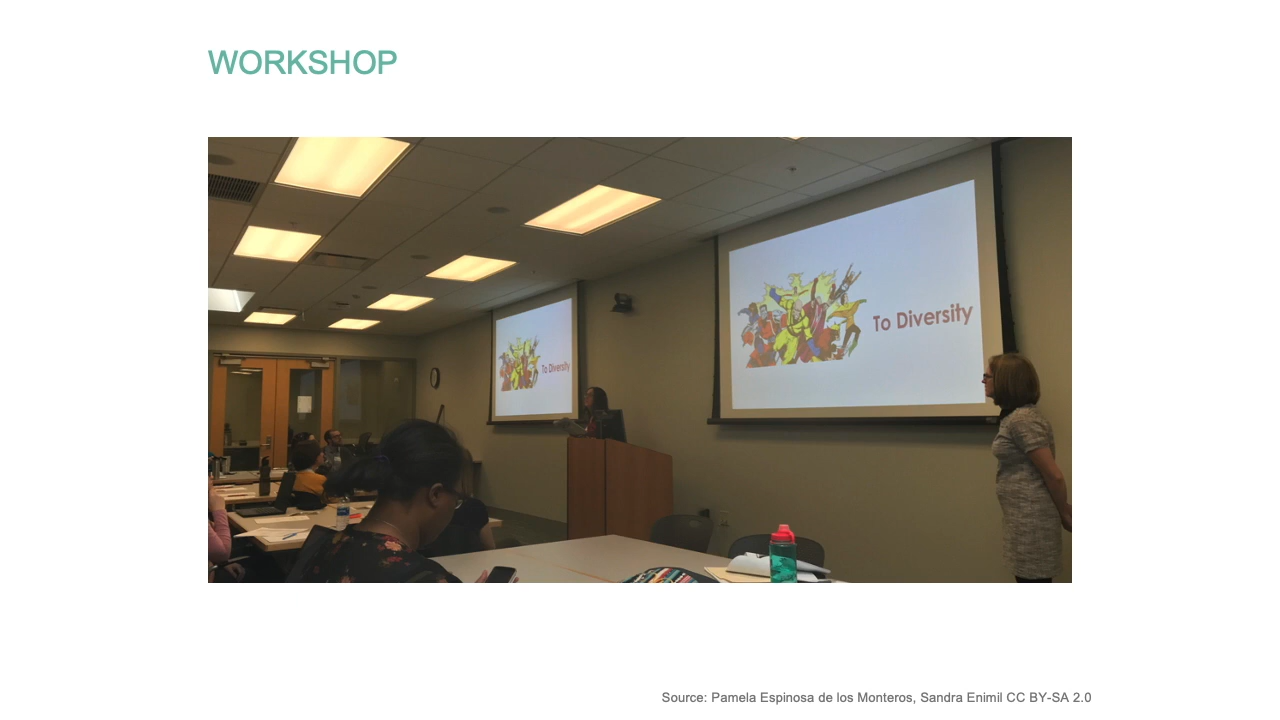 WORKSHOP
To Diversity
To Diversity
Source: Pamela Espinosa de los Monteros, Sandra Enimil CC BY-SA 2.0